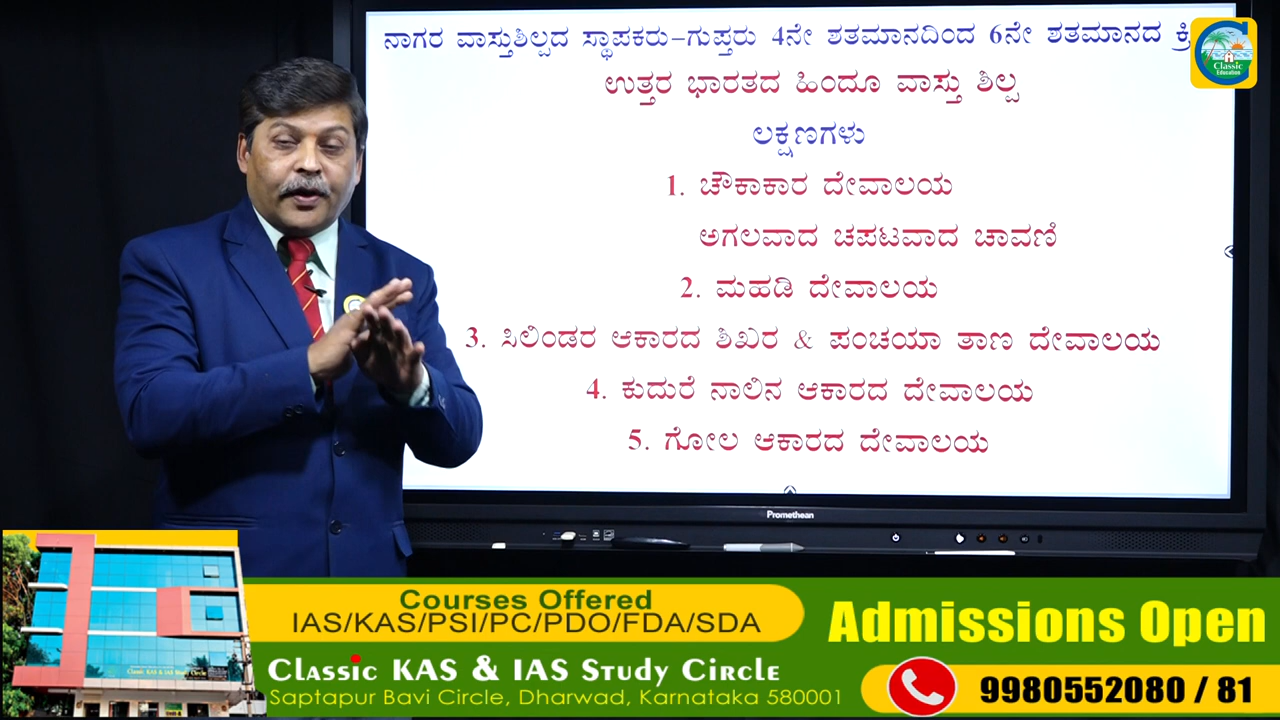 ನಾಗರ ವಾಸ್ತುಶಿಲ್ಪದ ಸ್ಥಾಪಕರು-ಗುಪ್ತರು 4ನೇ ಶತಮಾನದಿಂದ 6ನೇ ಶತಮಾನದ
Classic
Education
ಉತ್ತರ ಭಾರತದ ಹಿಂದೂ ವಾಸ್ತು ಶಿಲ್ಪ
ಲಕ್ಷಣಗಳು
1. ಚೌಕಾಕಾರ ದೇವಾಲಯ
ಅಗಲವಾದ ಚಪಟವಾದ ಚಾವಣಿ
2. ಮಹಡಿ ದೇವಾಲಯ
3. ಸಿಲಿಂಡರ ಆಕಾರದ ಶಿಖರ & ಪಂಚಯಾ ತಾಣ ದೇವಾಲಯ
4. ಕುದುರೆ ನಾಲಿನ ಆಕಾರದ ದೇವಾಲಯ
5. ಗೋಲ ಆಕಾರದ ದೇವಾಲಯ
Promethean
Courses Offered
IAS/KAS/PSI/PC/PDO/FDA/SDA
Classic KAS & IAS Study Circle
Saptapur Bavi Circle, Dharwad, Karnataka 580001
Admissions Open
9980552080 / 81